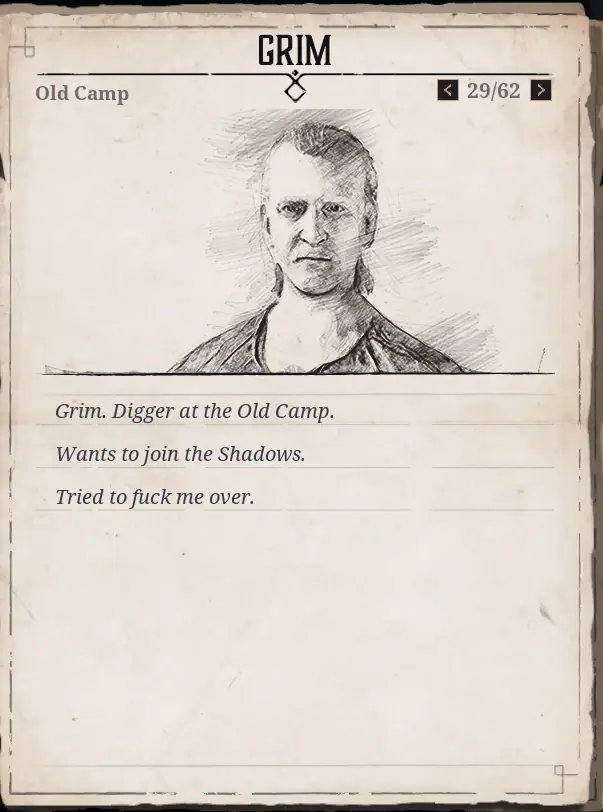 GRIM
Old Camp
29/62
Grim. Digger at the Old Camp.
Wants to join the Shadows.
Tried to fuck me over.